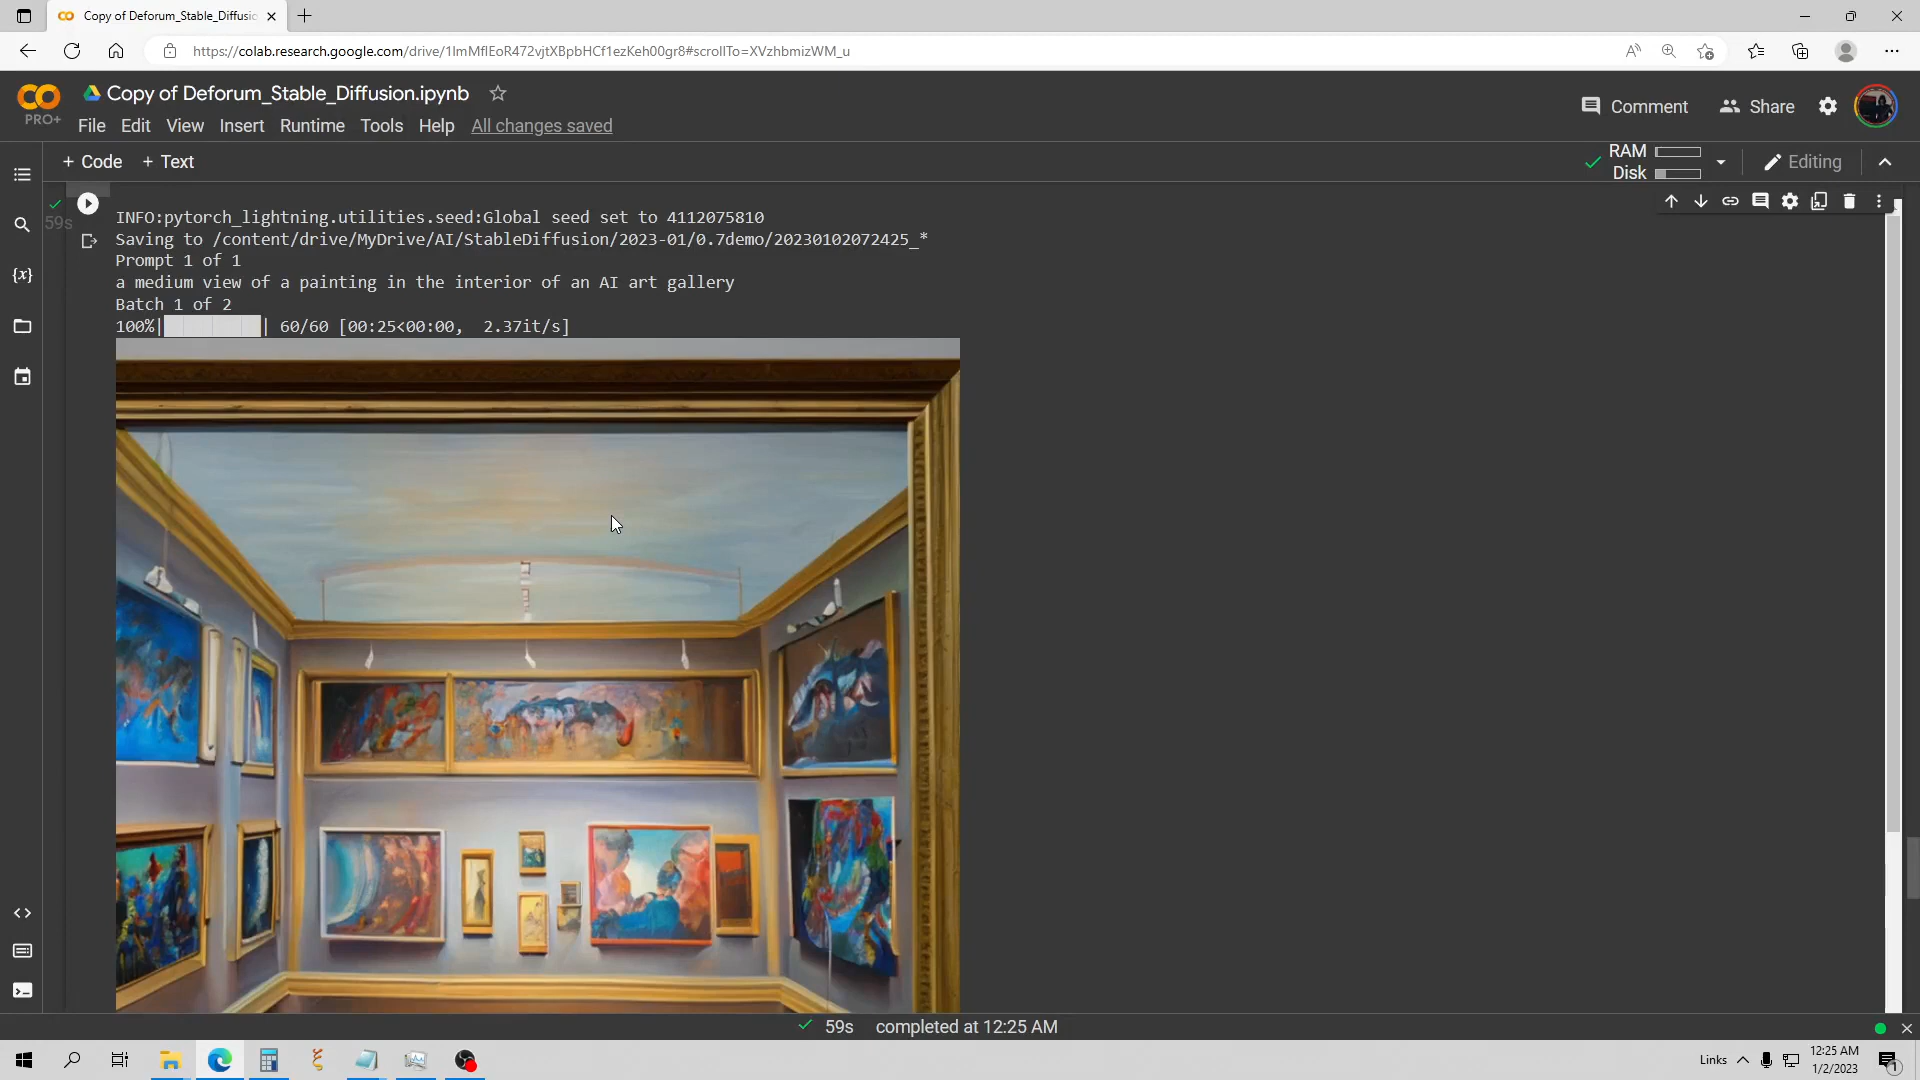 Copy of Deforum_Stable_Diffusio
https://colab.research.google.com/drive/1ImMflEoR472vjtXBpbHCf1ezKeh00gr8#scrollTo=XVzhbmizWM_u
PRO+
Copy of Deforum_Stable_Diffusion.ipynb
File Edit View Insert Runtime Tools Help All changes saved
Comment Share
+ Code + Text
RAM
Disk
Editing
59s
INFO:pytorch_lightning.utilities.seed:Global seed set to 4112075810
Saving to /content/drive/MyDrive/AI/StableDiffusion/2023-01/0.7demo/20230102072425_*
Prompt 1 of 1
a medium view of a painting in the interior of an AI art gallery
Batch 1 of 2
100%|██████████| 60/60 [00:25<00:00, 2.37it/s]
{x}
59s completed at 12:25 AM
Links
12:25 AM
1/2/2023
1